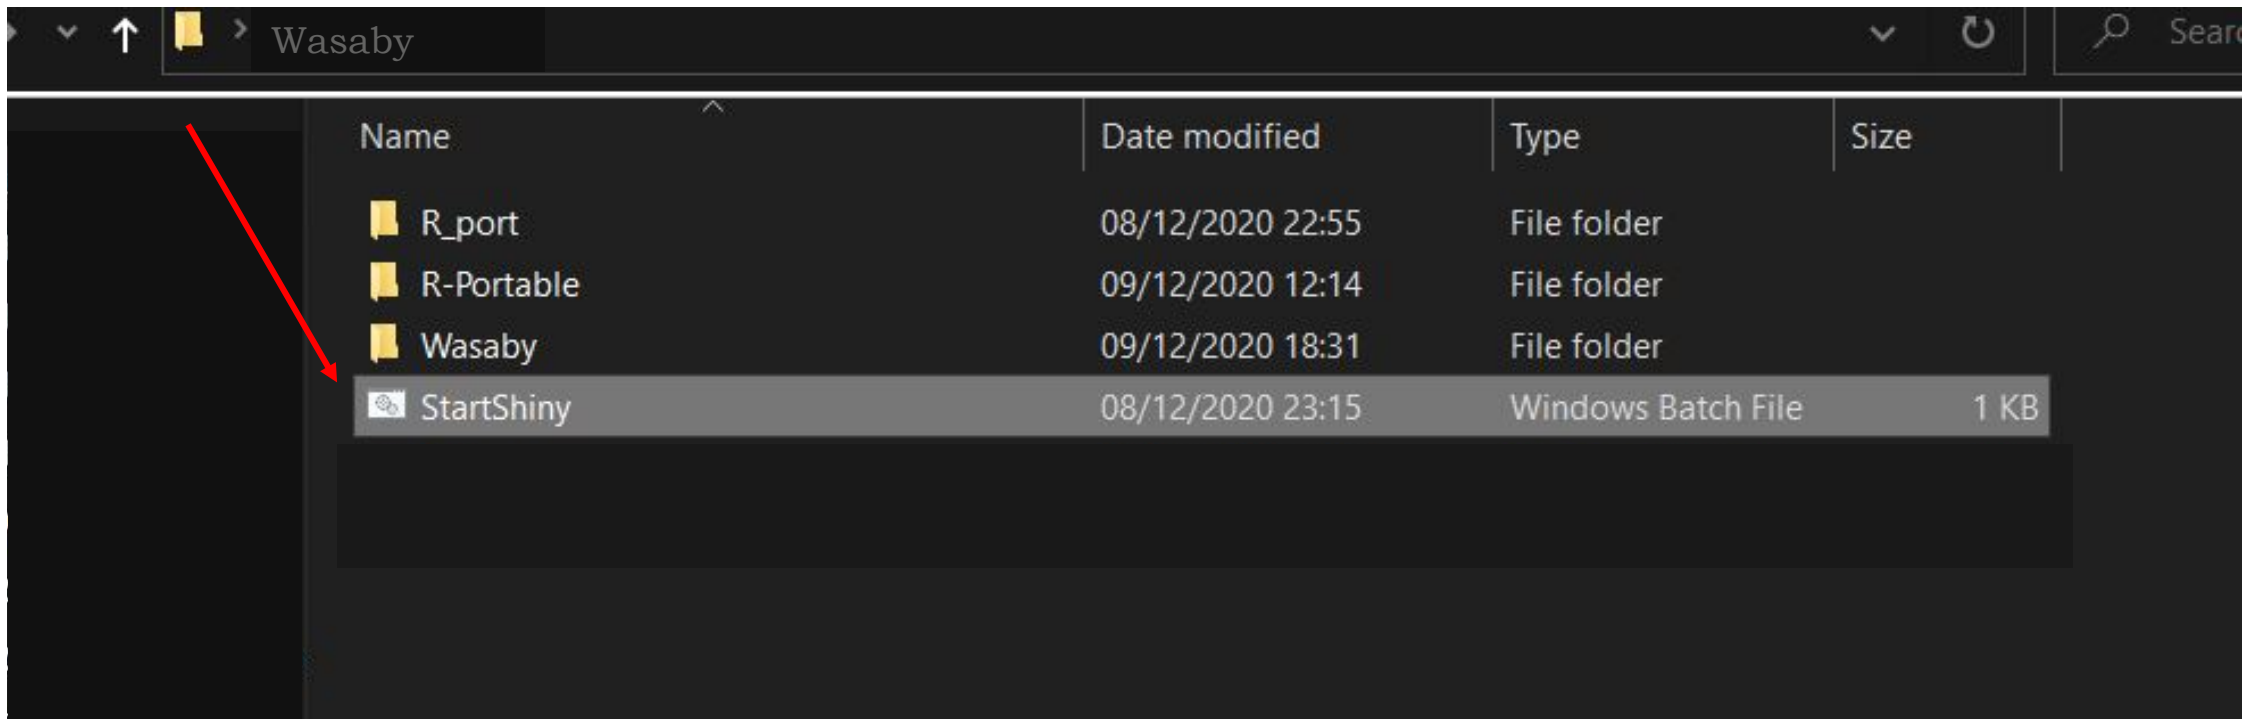 Wasaby
Sear
Name Date modified Type Size
R_port 08/12/2020 22:55 File folder
R-Portable 09/12/2020 12:14 File folder
Wasaby 09/12/2020 18:31 File folder
StartShiny 08/12/2020 23:15 Windows Batch File 1 KB